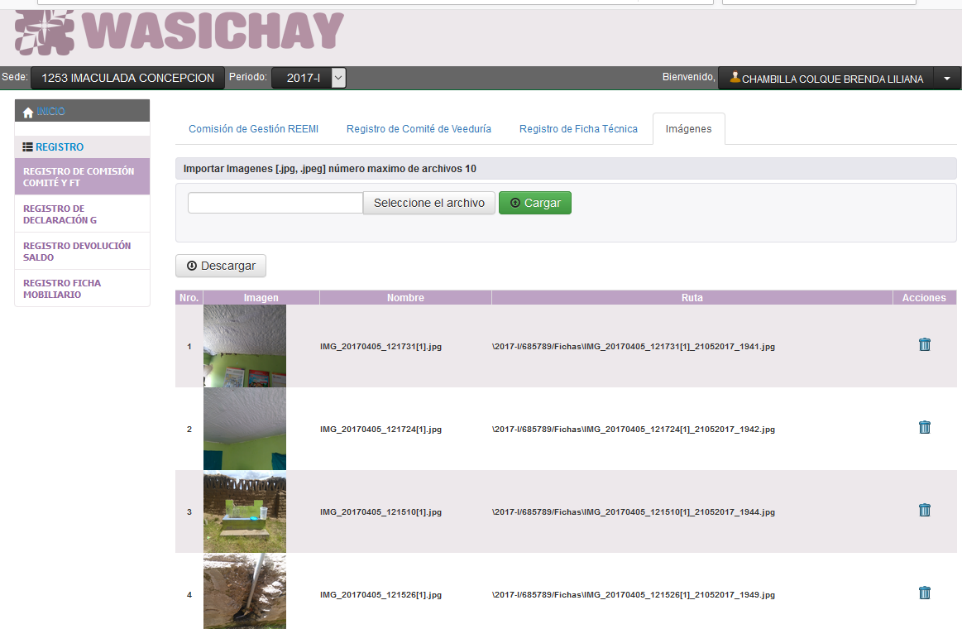 WASICHAY
Sede: 1253 IMACULADA CONCEPCION Periodo: 2017-I Bienvenido, CHAMBILLA COLQUE BRENDA LILIANA
INICIO
REGISTRO
REGISTRO DE COMISIÓN
COMITÉ Y FT
REGISTRO DE
DECLARACIÓN G
REGISTRO DEVOLUCIÓN
SALDO
REGISTRO FICHA
MOBILIARIO
Comisión de Gestión REEMI Registro de Comité de Veeduría Registro de Ficha Técnica Imágenes
Importar Imagenes [.jpg, .jpeg] número maximo de archivos 10
Seleccione el archivo Cargar
Descargar
Nro. Imagen Nombre Ruta Acciones
1 IMG_20170405_121731[1].jpg \2017-I/685789/Fichas\IMG_20170405_121731[1]_21052017_1941.jpg
2 IMG_20170405_121724[1].jpg \2017-I/685789/Fichas\IMG_20170405_121724[1]_21052017_1942.jpg
3 IMG_20170405_121510[1].jpg \2017-I/685789/Fichas\IMG_20170405_121510[1]_21052017_1944.jpg
4 IMG_20170405_121526[1].jpg \2017-I/685789/Fichas\IMG_20170405_121526[1]_21052017_1949.jpg